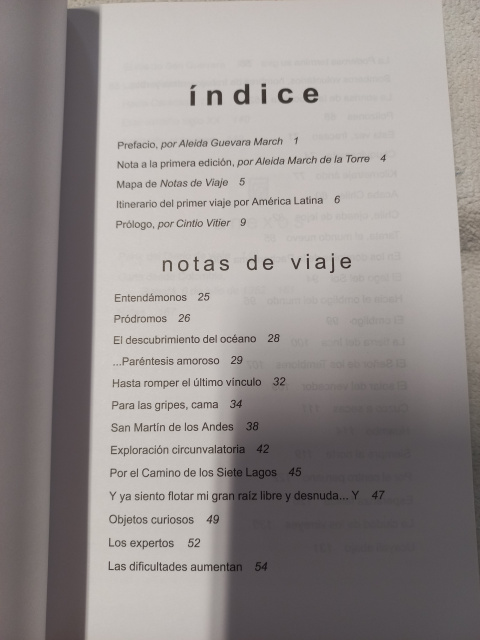 índice
Prefacio, por Aleida Guevara March 1
Nota a la primera edición, por Aleida March de la Torre 4
Mapa de Notas de Viaje 5
Itinerario del primer viaje por América Latina 6
Prólogo, por Cintio Vitier 9
notas de viaje
Entendámonos 25
Pródromos 26
El descubrimiento del océano 28
...Paréntesis amoroso 29
Hasta romper el último vínculo 32
Para las gripes, cama 34
San Martín de los Andes 38
Exploración circunvalatoria 42
Por el Camino de los Siete Lagos 45
Y ya siento flotar mi gran raíz libre y desnuda... Y 47
Objetos curiosos 49
Los expertos 52
Las dificultades aumentan 54